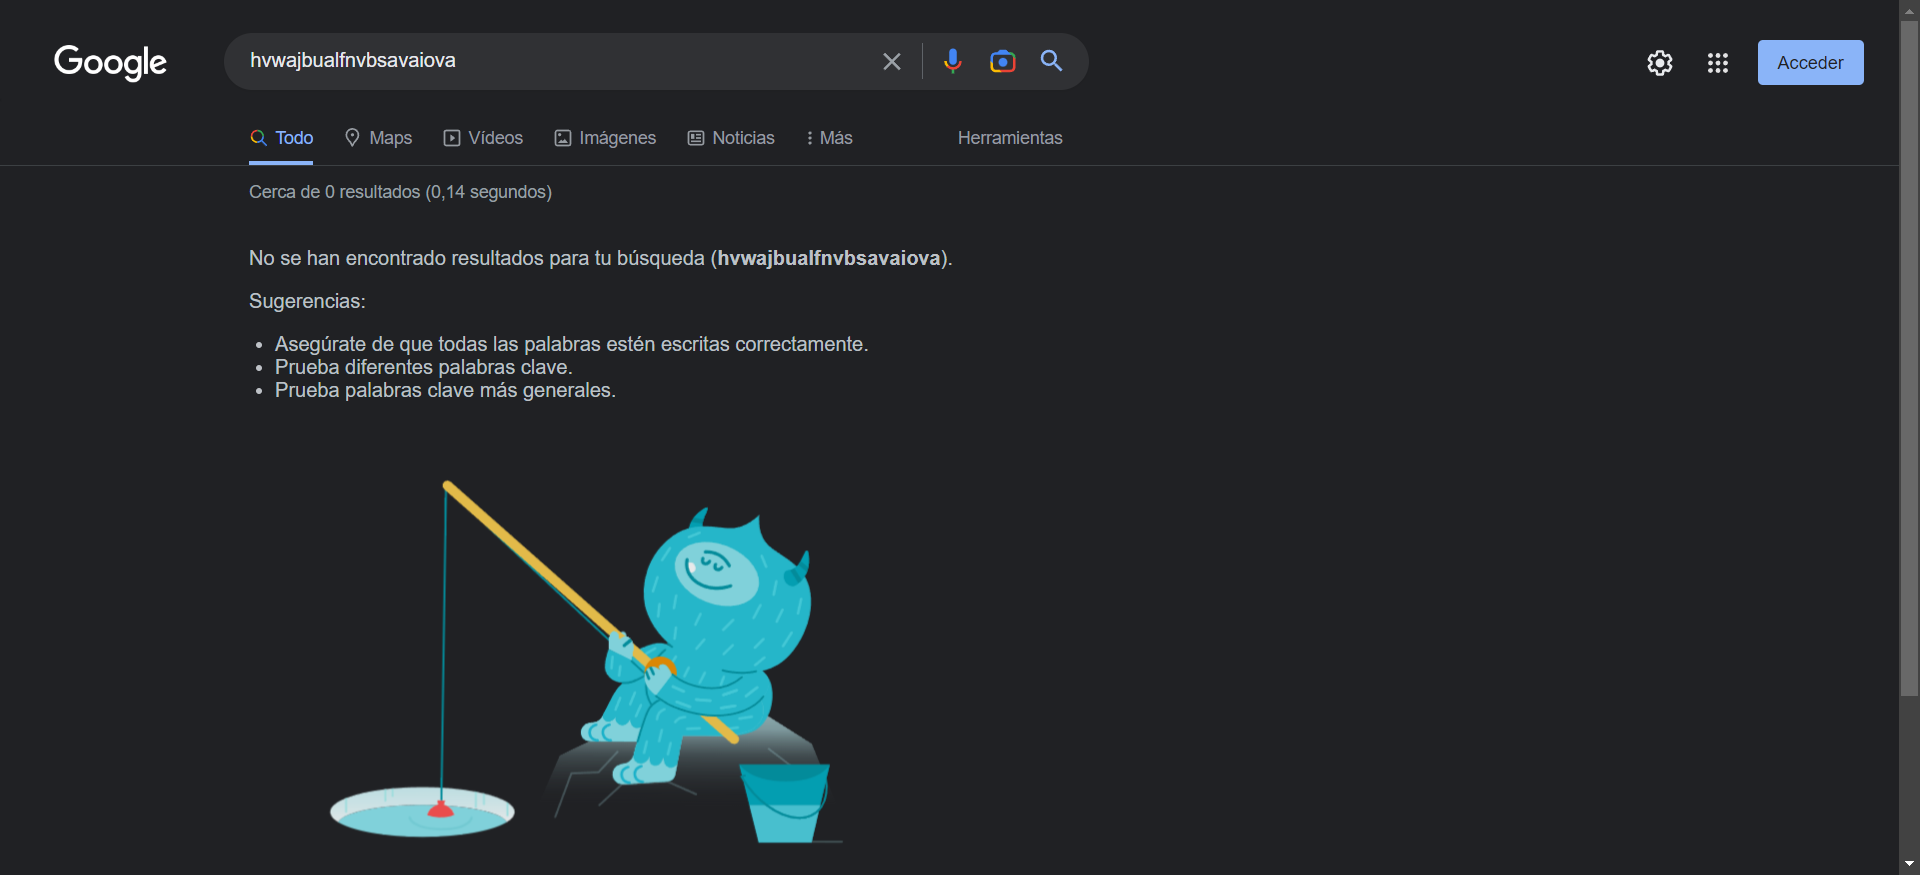 Google
hvwajbualfnvbsavaiova
Acceder
Todo Maps Vídeos Imágenes Noticias Más Herramientas
Cerca de 0 resultados (0,14 segundos)
No se han encontrado resultados para tu búsqueda (hvwajbualfnvbsavaiova).
Sugerencias:
Asegúrate de que todas las palabras estén escritas correctamente.
Prueba diferentes palabras clave.
Prueba palabras clave más generales.